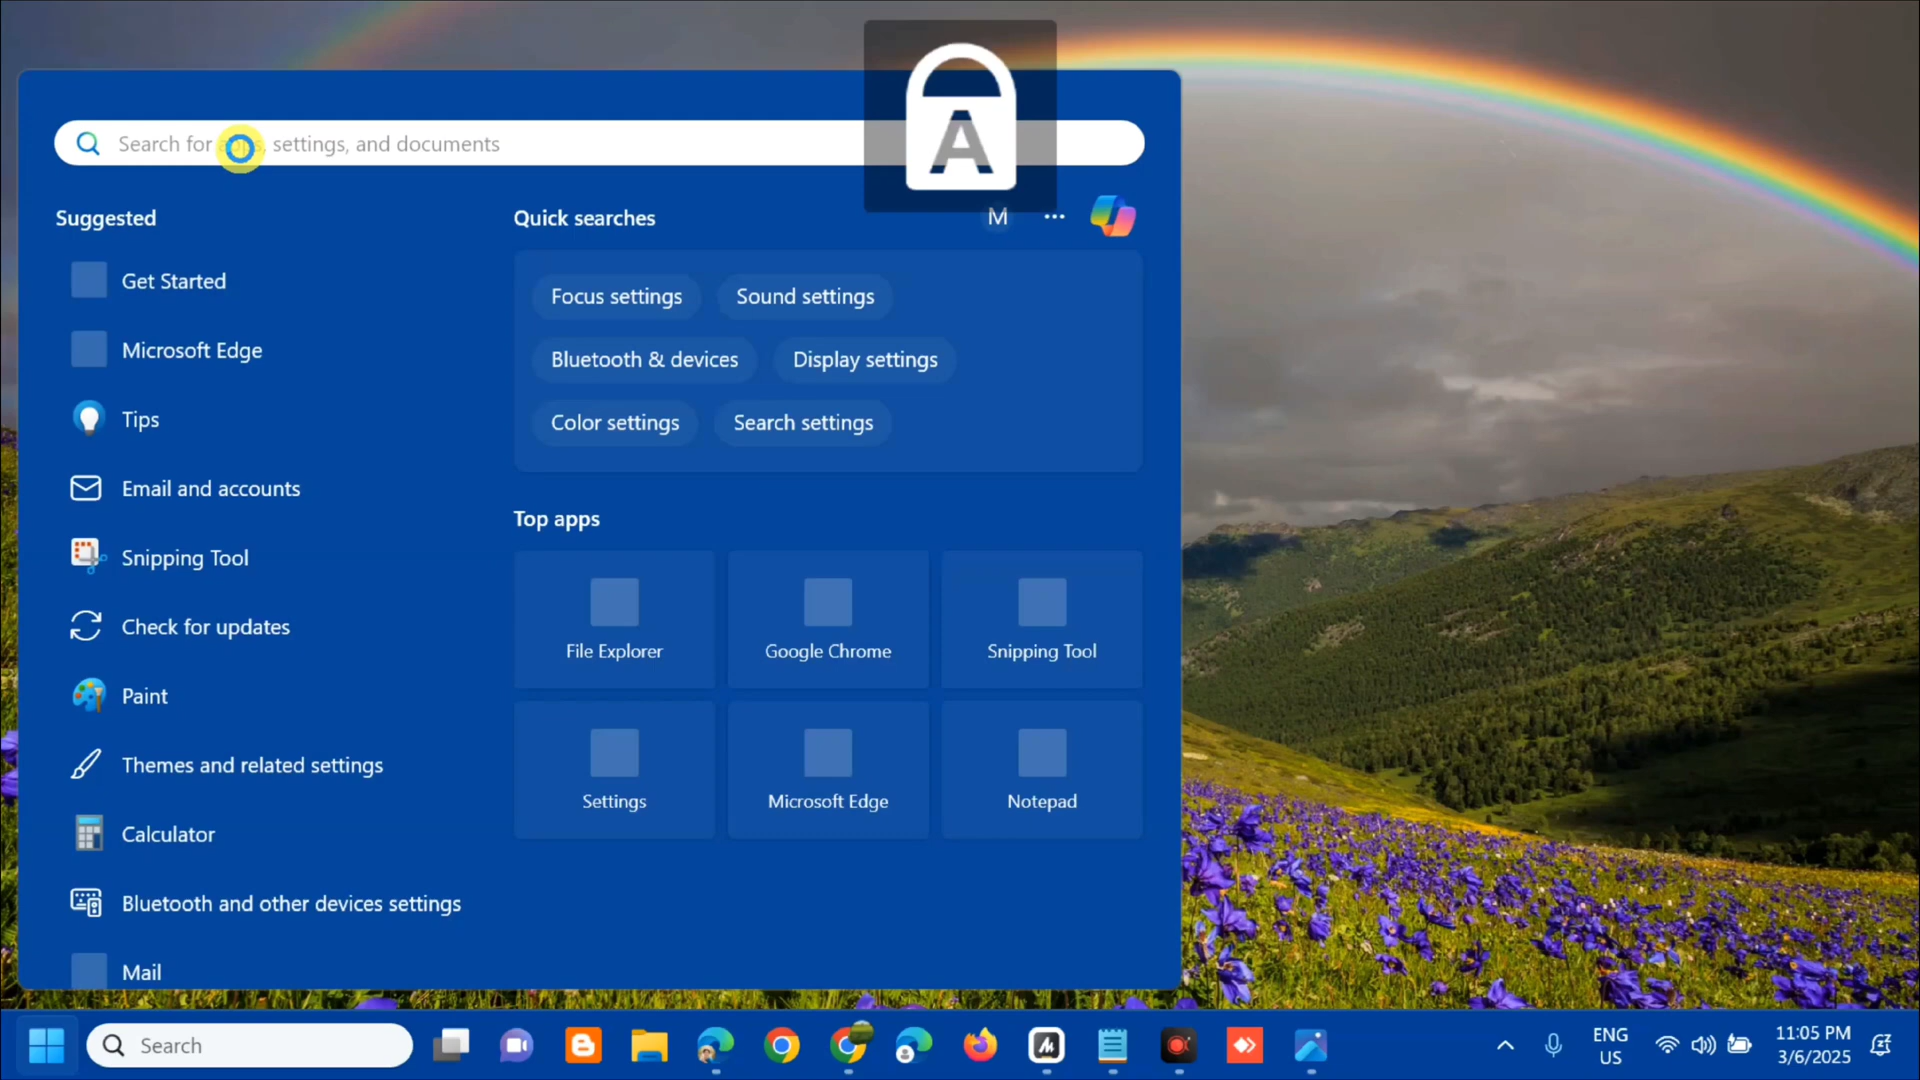 A
Search for apps, settings, and documents
Suggested
Quick searches
M
Get Started
Microsoft Edge
Tips
Email and accounts
Snipping Tool
Check for updates
Paint
Themes and related settings
Calculator
Bluetooth and other devices settings
Mail
Focus settings
Sound settings
Bluetooth & devices
Display settings
Color settings
Search settings
Top apps
File Explorer
Google Chrome
Snipping Tool
Settings
Microsoft Edge
Notepad
Search
ENG
US
11:05 PM
3/6/2025